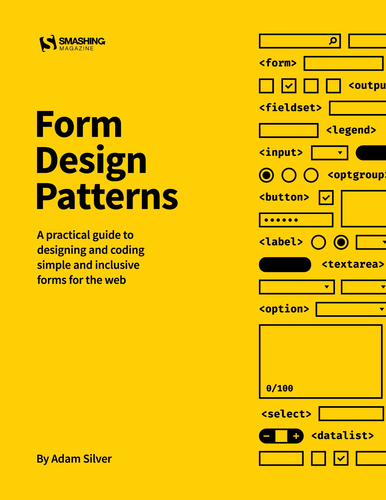 SMASHING
MAGAZINE
Form
Design
Patterns
A practical guide to
designing and coding
simple and inclusive
forms for the web
By Adam Silver
<form>
<outpu
<fieldset>
<legend>
<input>
<optgroup>
<button>
<label>
<textarea>
<option>
0/100
<select>
<datalist>